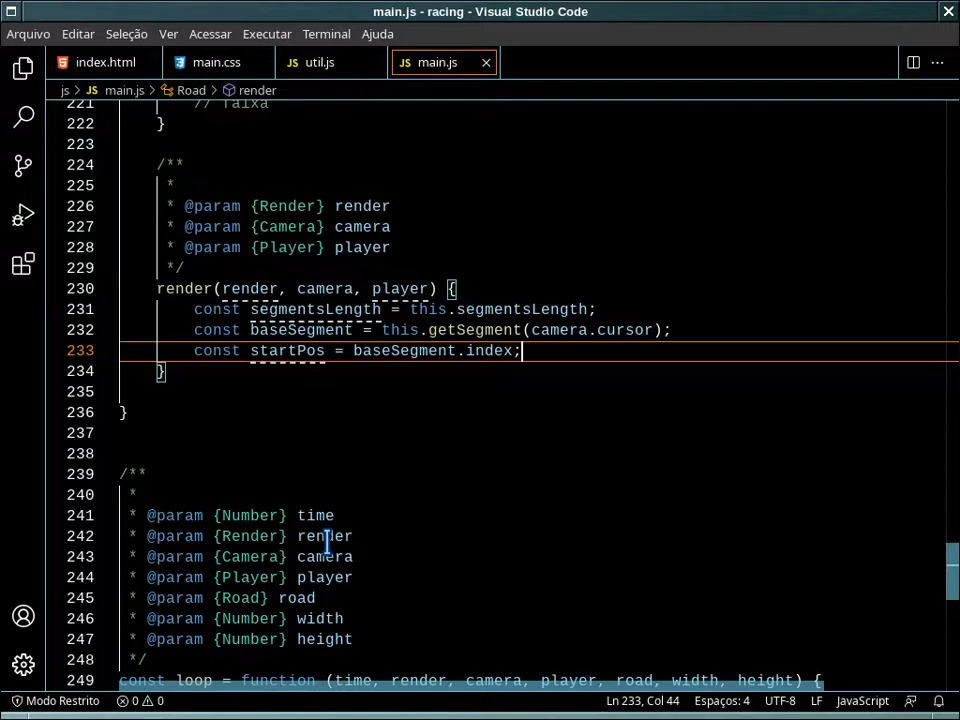 main.js - racing - Visual Studio Code
Arquivo Editar Seleção Ver Acessar Executar Terminal Ajuda
index.html main.css util.js main.js
js > main.js > Road > render
221 // faixa
222 }
223
224 /**
225 *
226 * @param {Render} render
227 * @param {Camera} camera
228 * @param {Player} player
229 */
230 render(render, camera, player) {
231 const segmentsLength = this.segmentsLength;
232 const baseSegment = this.getSegment(camera.cursor);
233 const startPos = baseSegment.index;
234 }
235
236 }
237
238
239 /**
240 *
241 * @param {Number} time
242 * @param {Render} render
243 * @param {Camera} camera
244 * @param {Player} player
245 * @param {Road} road
246 * @param {Number} width
247 * @param {Number} height
248 */
249 const loop = function (time, render, camera, player, road, width, height) {
Modo Restrito 0 0 Ln 233, Col 44 Espaços: 4 UTF-8 LF JavaScript